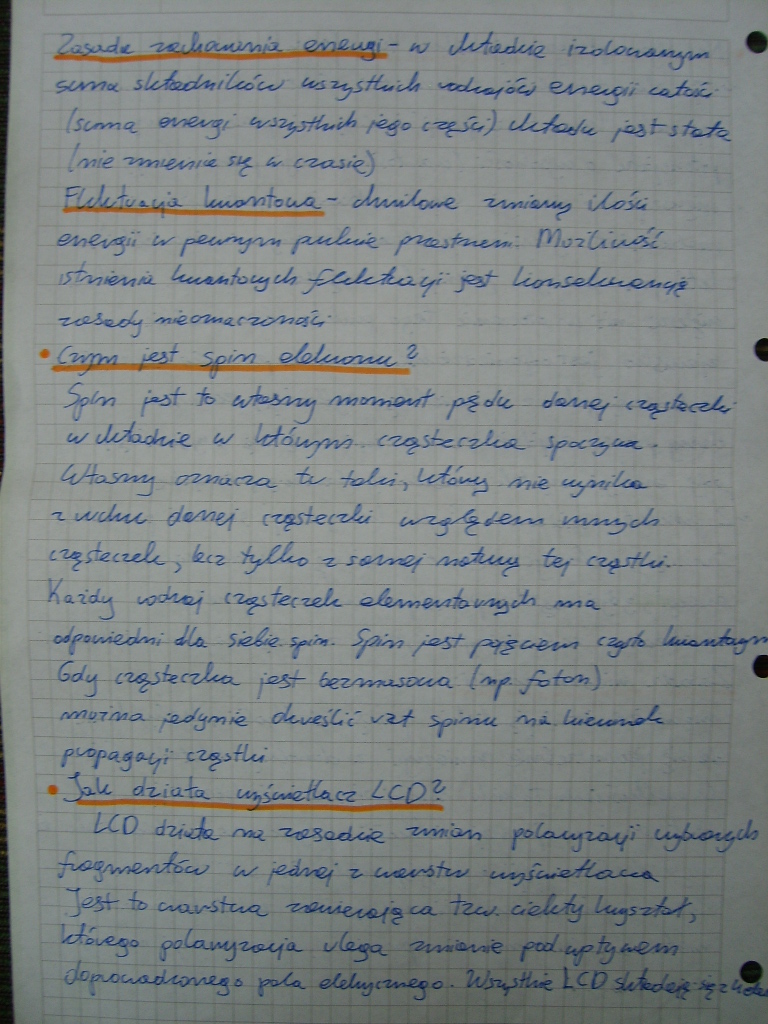 Zasada zachowania energi - w układzie izolowanym
suma składników wszystkich rodzajów energii całości
(suma energi wszystkich jego części) układu jest stała
(nie zmienia się w czasie)
Fluktuacja kwantowa - chwilowe zmiany ilości
energii w pewnym punkcie przestrzeni. Możliwość
istnienia kwantowych fluktuacji jest konsekwencją
zasady nieoznaczoności
• Czym jest spin elektronu?
Spin jest to własny moment pędu danej cząsteczki
w układzie w którym cząsteczka spoczywa.
Własny oznacza tu taki, który nie wynika
z ruchu danej cząsteczki względem innych
cząsteczek, lecz tylko z samej natury tej cząstki.
Każdy rodzaj cząsteczek elementarnych ma
odpowiedni dla siebie spin. Spin jest pojęciem czysto kwantowym
Gdy cząsteczka jest bezmasowa (np. foton)
można jedynie określić rzut spinu na kierunek
propagacji cząstki
• Jak działa wyświetlacz LCD?
LCD działa na zasadzie zmian polaryzacji wybranych
fragmentów w jednej z warstw wyświetlacza
Jest to warstwa zawierająca tzw. ciekły kryształ,
którego polaryzacja ulega zmianie pod wpływem
doprowadzonego pola elektrycznego. Wszystkie LCD składają się z